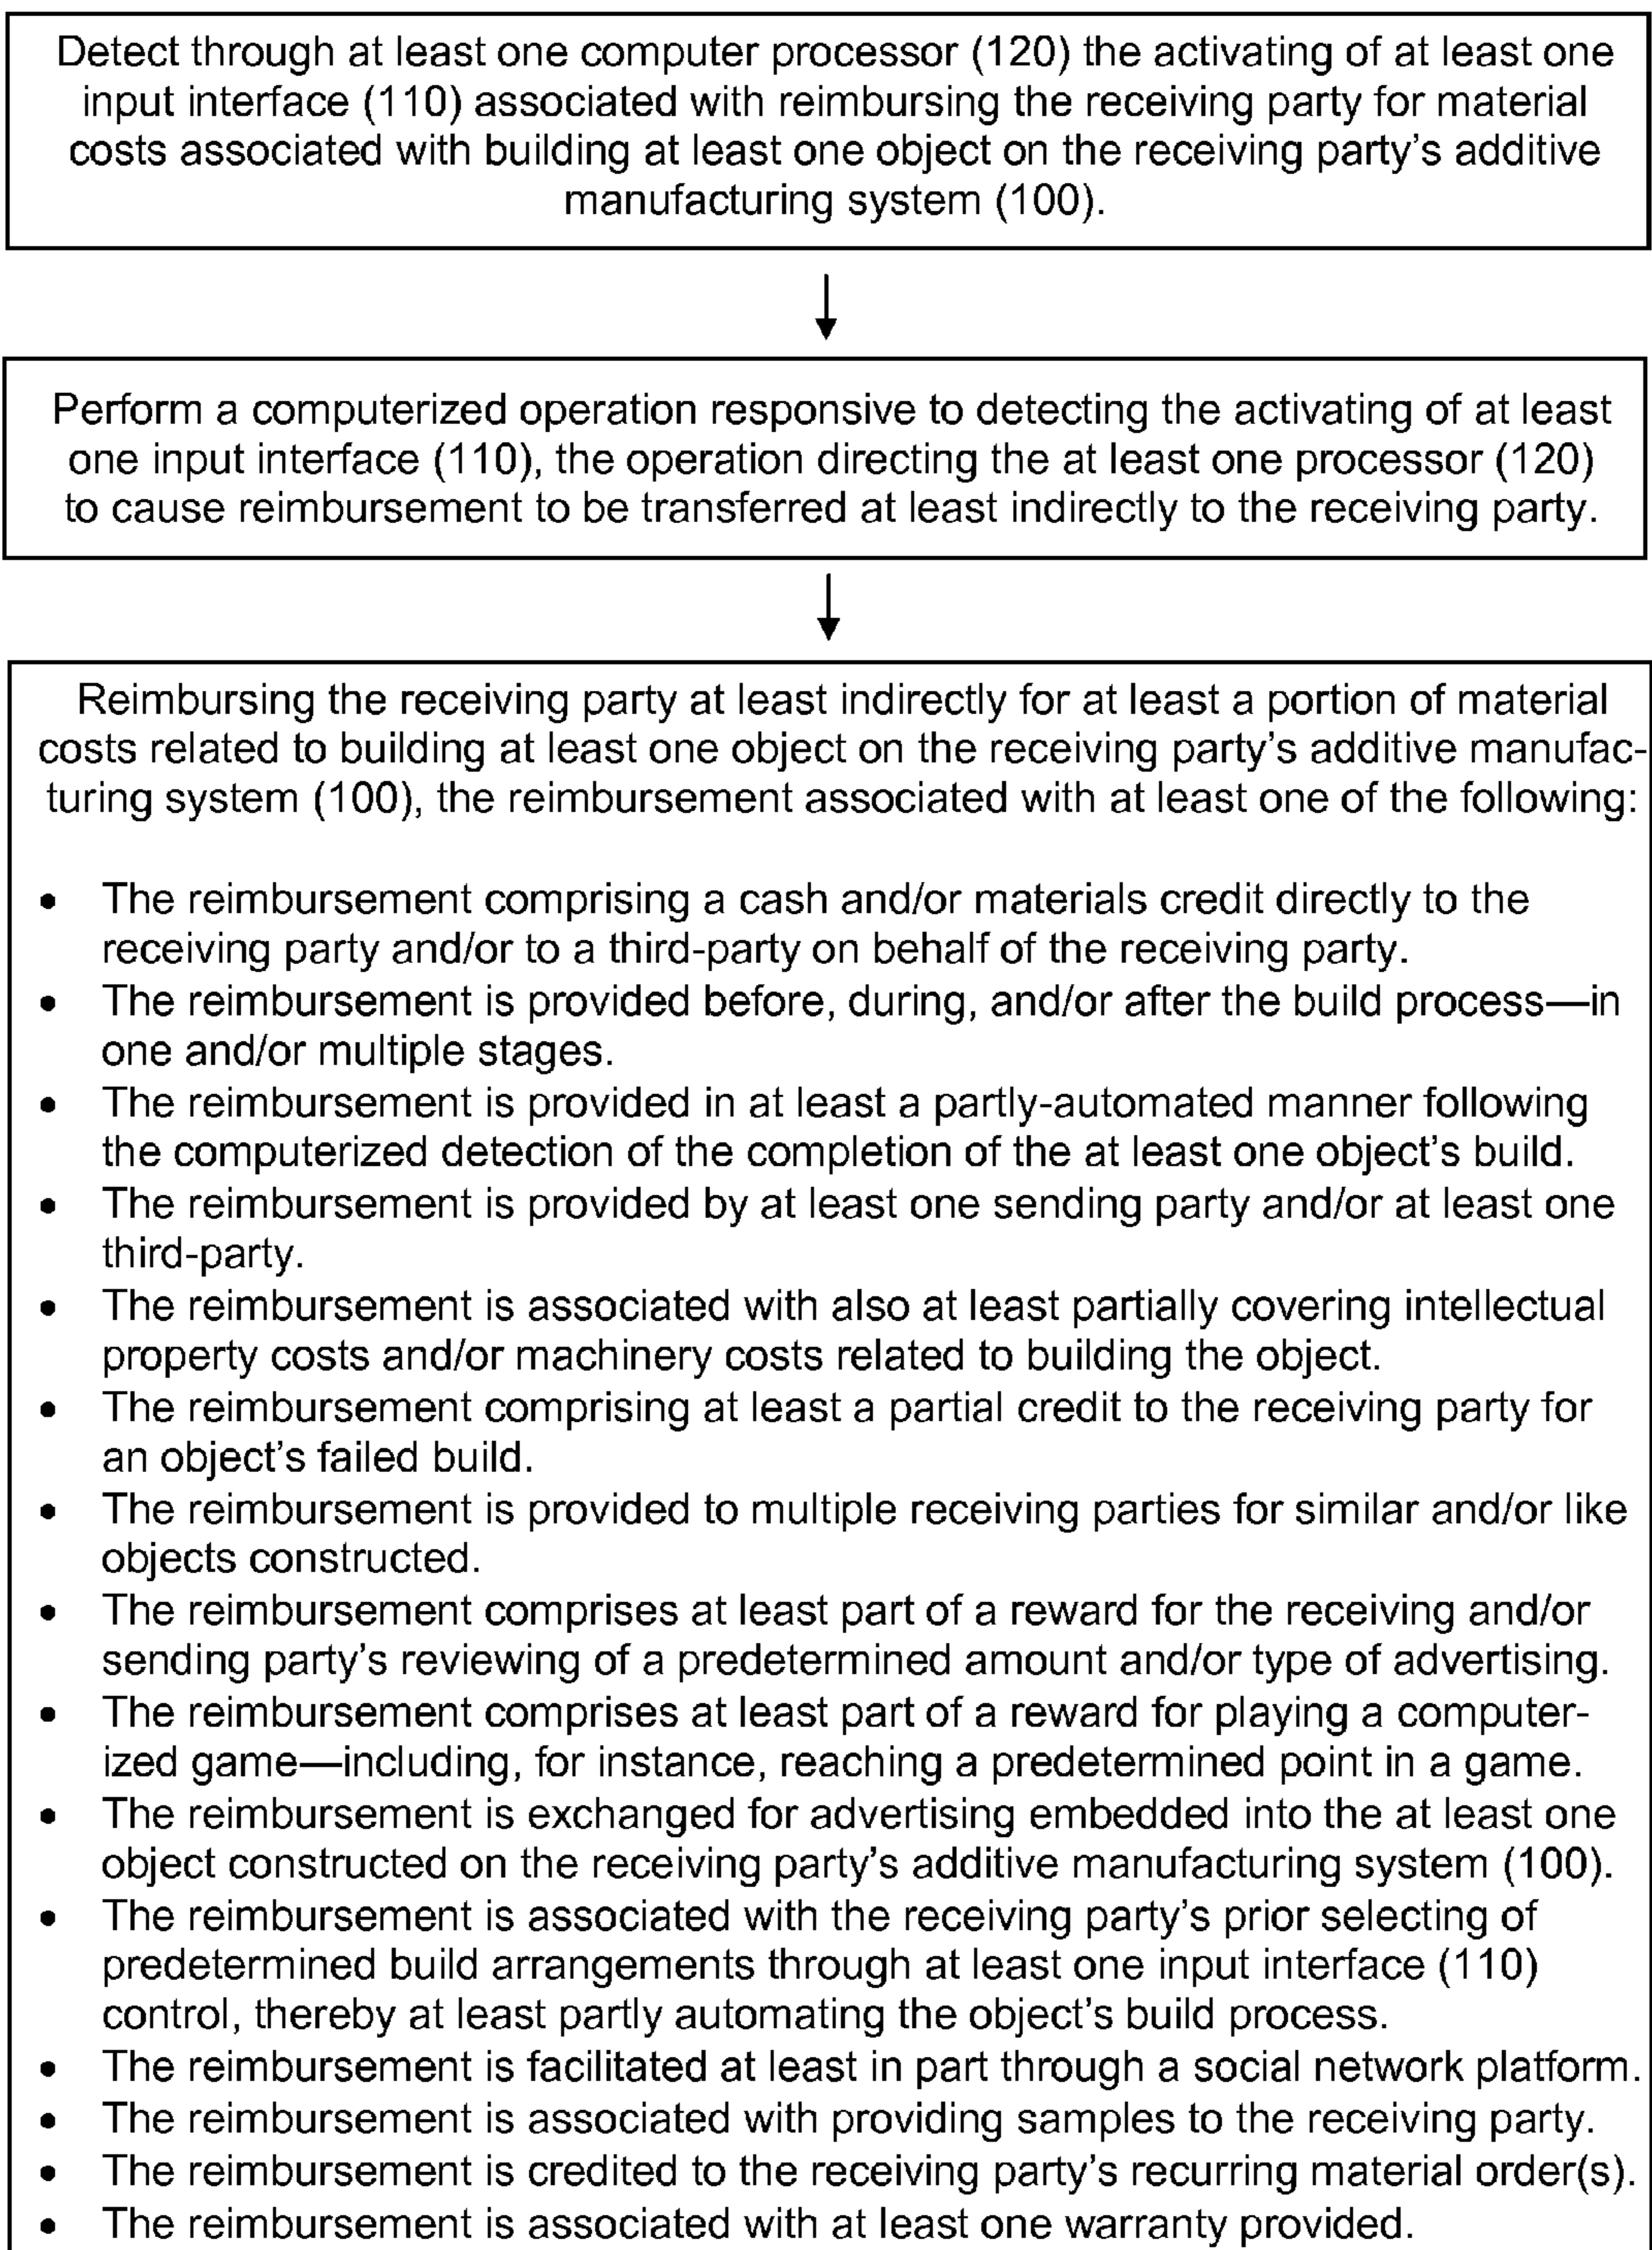 Detect through at least one computer processor (120) the activating of at least one
input interface (110) associated with reimbursing the receiving party for material
costs associated with building at least one object on the receiving party's additive
manufacturing system (100).
Perform a computerized operation responsive to detecting the activating of at least
one input interface (110), the operation directing the at least one processor (120)
to cause reimbursement to be transferred at least indirectly to the receiving party.
Reimbursing the receiving party at least indirectly for at least a portion of material
costs related to building at least one object on the receiving party's additive manufac-
turing system (100), the reimbursement associated with at least one of the following:
• The reimbursement comprising a cash and/or materials credit directly to the
receiving party and/or to a third-party on behalf of the receiving party.
• The reimbursement is provided before, during, and/or after the build process—in
one and/or multiple stages.
• The reimbursement is provided in at least a partly-automated manner following
the computerized detection of the completion of the at least one object's build.
• The reimbursement is provided by at least one sending party and/or at least one
third-party.
• The reimbursement is associated with also at least partially covering intellectual
property costs and/or machinery costs related to building the object.
• The reimbursement comprising at least a partial credit to the receiving party for
an object's failed build.
• The reimbursement is provided to multiple receiving parties for similar and/or like
objects constructed.
• The reimbursement comprises at least part of a reward for the receiving and/or
sending party's reviewing of a predetermined amount and/or type of advertising.
• The reimbursement comprises at least part of a reward for playing a computer-
ized game—including, for instance, reaching a predetermined point in a game.
• The reimbursement is exchanged for advertising embedded into the at least one
object constructed on the receiving party's additive manufacturing system (100).
• The reimbursement is associated with the receiving party's prior selecting of
predetermined build arrangements through at least one input interface (110)
control, thereby at least partly automating the object's build process.
• The reimbursement is facilitated at least in part through a social network platform.
• The reimbursement is associated with providing samples to the receiving party.
• The reimbursement is credited to the receiving party's recurring material order(s).
• The reimbursement is associated with at least one warranty provided.